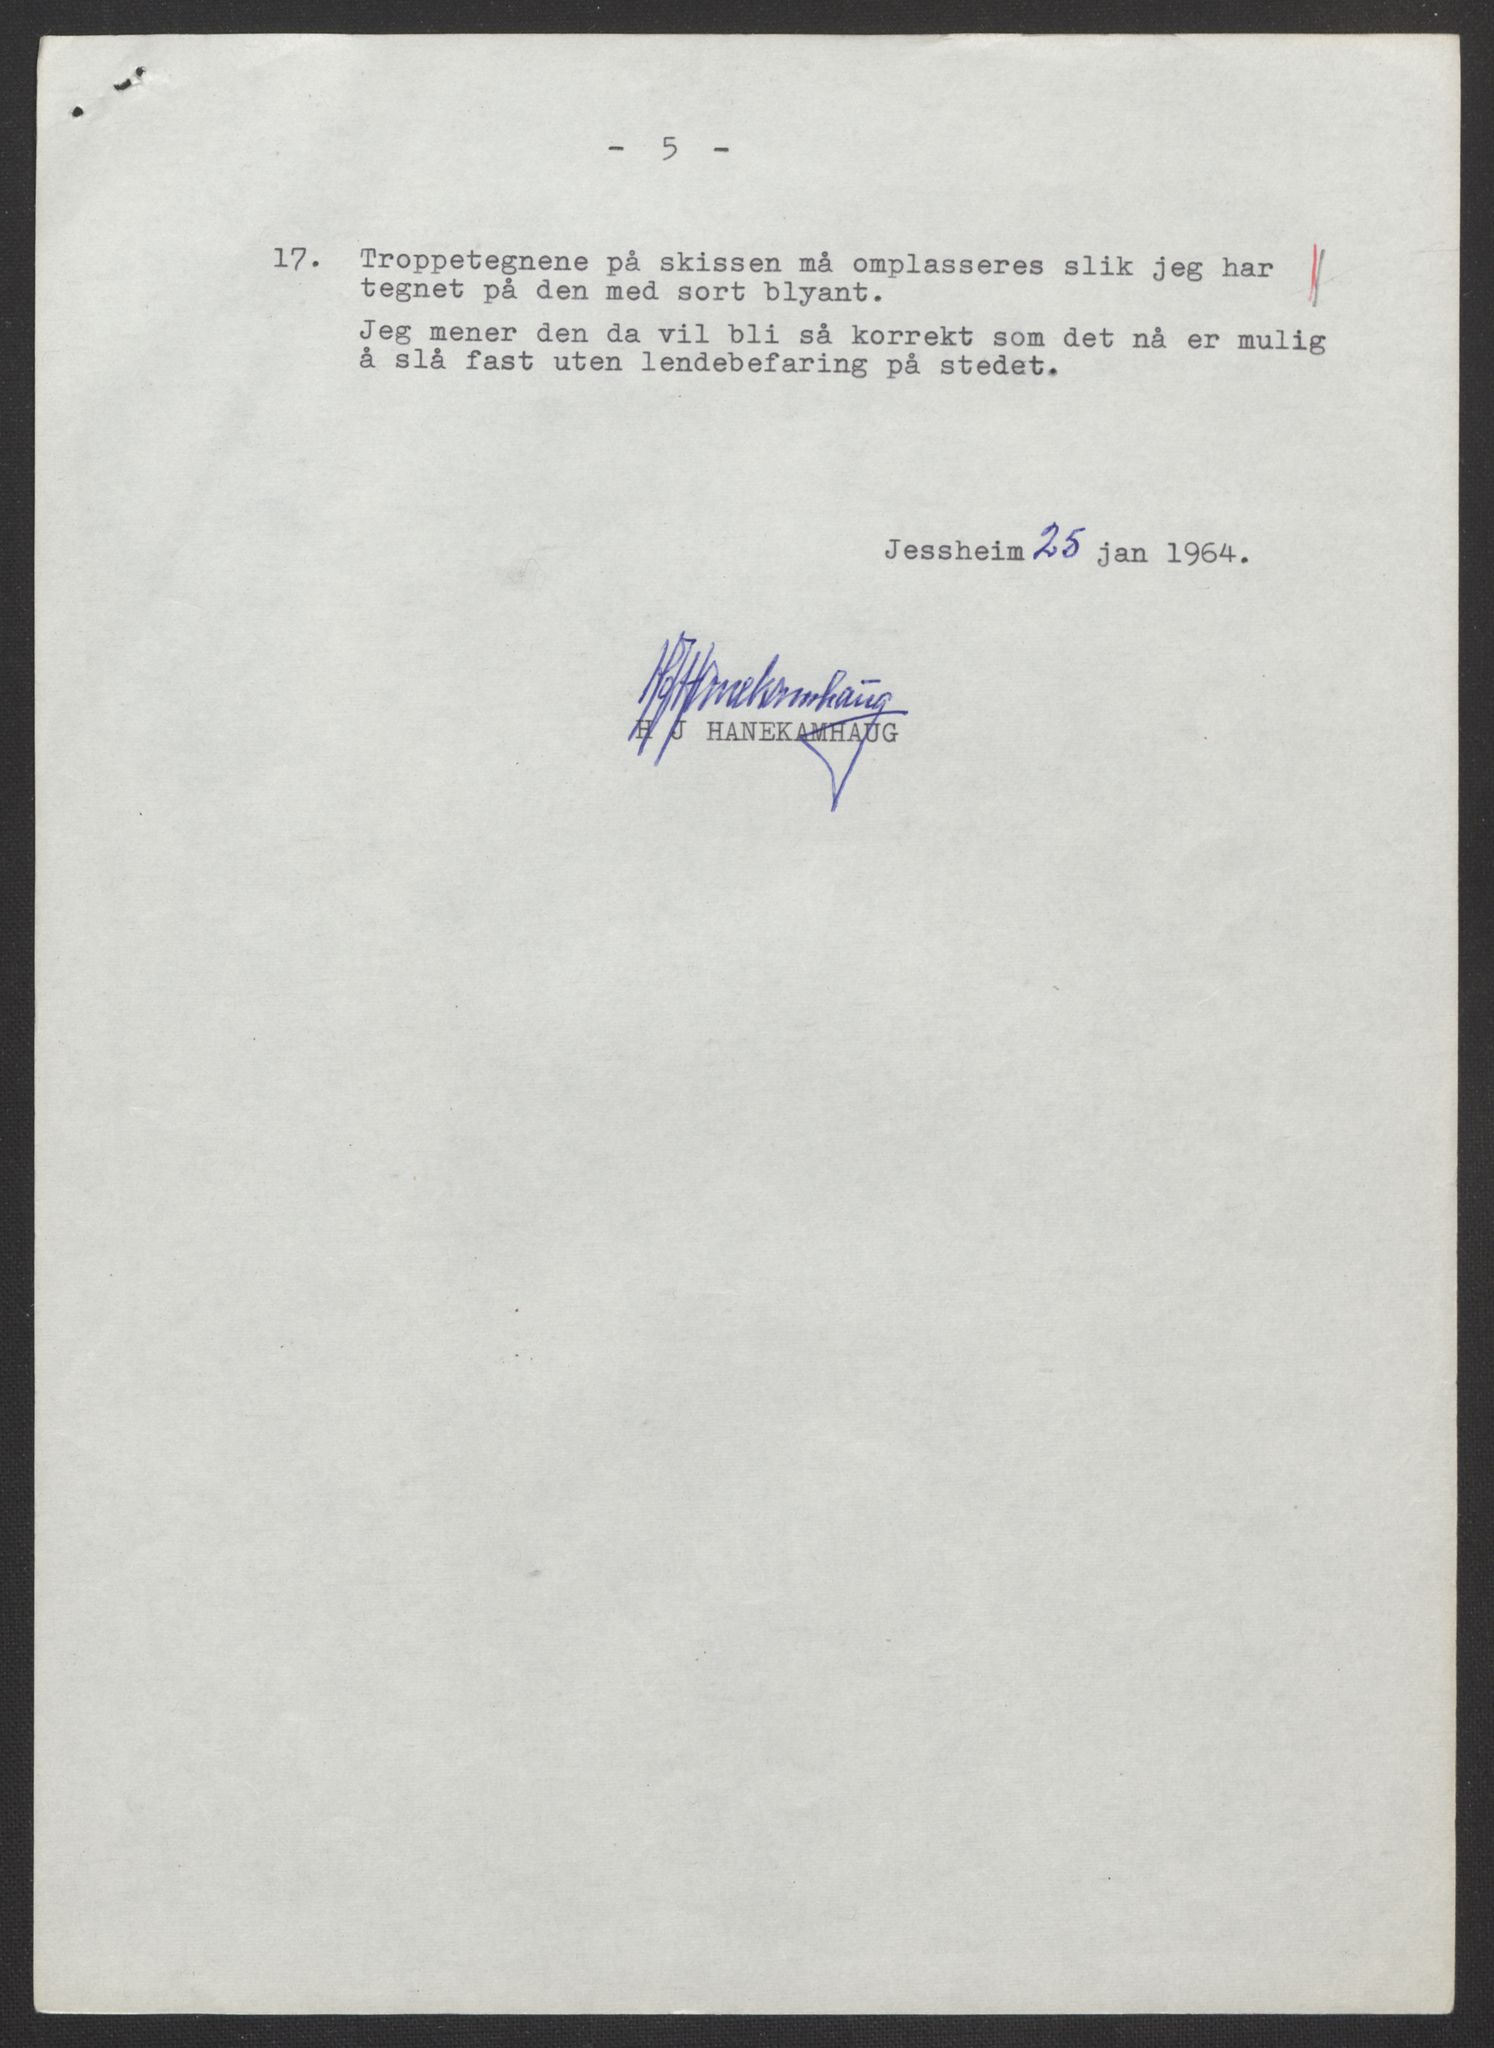 - 5 -
17. Troppetegnene på skissen må omplasseres slik jeg har
tegnet på den med sort blyant.
Jeg mener den da vil bli så korrekt som det nå er mulig
å slå fast uten lendebefaring på stedet.
Jessheim 25 jan 1964.
HJHanekamhaug
H J HANEKAMHAUG